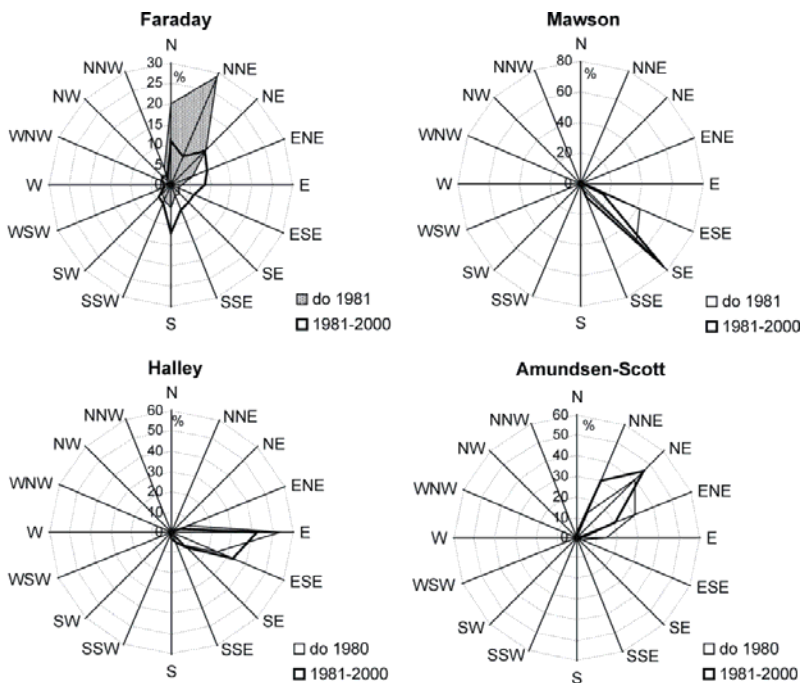 Faraday
N
NNE
NE
ENE
E
ESE
SE
SSE
S
SSW
SW
WSW
W
WNW
NW
NNW
30
25
20
15
10
5
0
%
do 1981
1981-2000
Mawson
N
NNE
NE
ENE
E
ESE
SE
SSE
S
SSW
SW
WSW
W
WNW
NW
NNW
80
60
40
20
0
%
do 1981
1981-2000
Halley
N
NNE
NE
ENE
E
ESE
SE
SSE
S
SSW
SW
WSW
W
WNW
NW
NNW
60
50
40
30
20
10
0
%
do 1980
1981-2000
Amundsen-Scott
N
NNE
NE
ENE
E
ESE
SE
SSE
S
SSW
SW
WSW
W
WNW
NW
NNW
60
50
40
30
20
10
0
%
do 1980
1981-2000